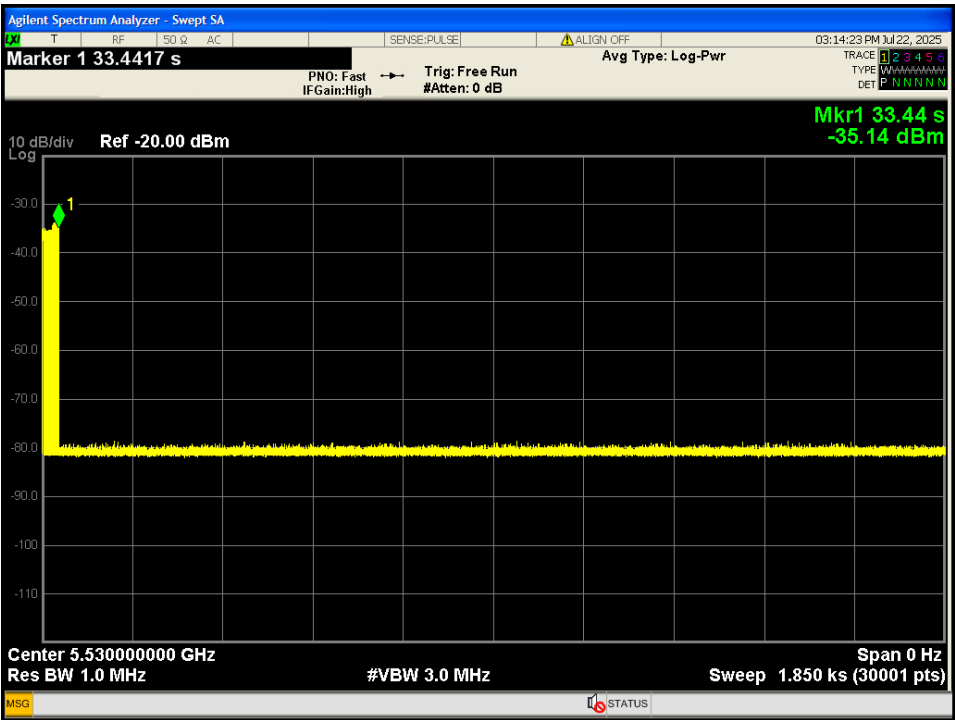 Agilent Spectrum Analyzer - Swept SA
LXI T RF 50 Ω AC SENSE:PULSE ALIGN OFF 03:14:23 PM Jul 22, 2025
Marker 1 33.4417 s
PNO: Fast
IFGain:High
Trig: Free Run
#Atten: 0 dB
Avg Type: Log-Pwr
TRACE 1 2 3 4 5 6
TYPE WWWWWW
DET P N N N N N
Mkr1 33.44 s
-35.14 dBm
10 dB/div Ref -20.00 dBm
Log
1
-30.0
-40.0
-50.0
-60.0
-70.0
-80.0
-90.0
-100
-110
Center 5.530000000 GHz Span 0 Hz
Res BW 1.0 MHz #VBW 3.0 MHz Sweep 1.850 ks (30001 pts)
MSG STATUS